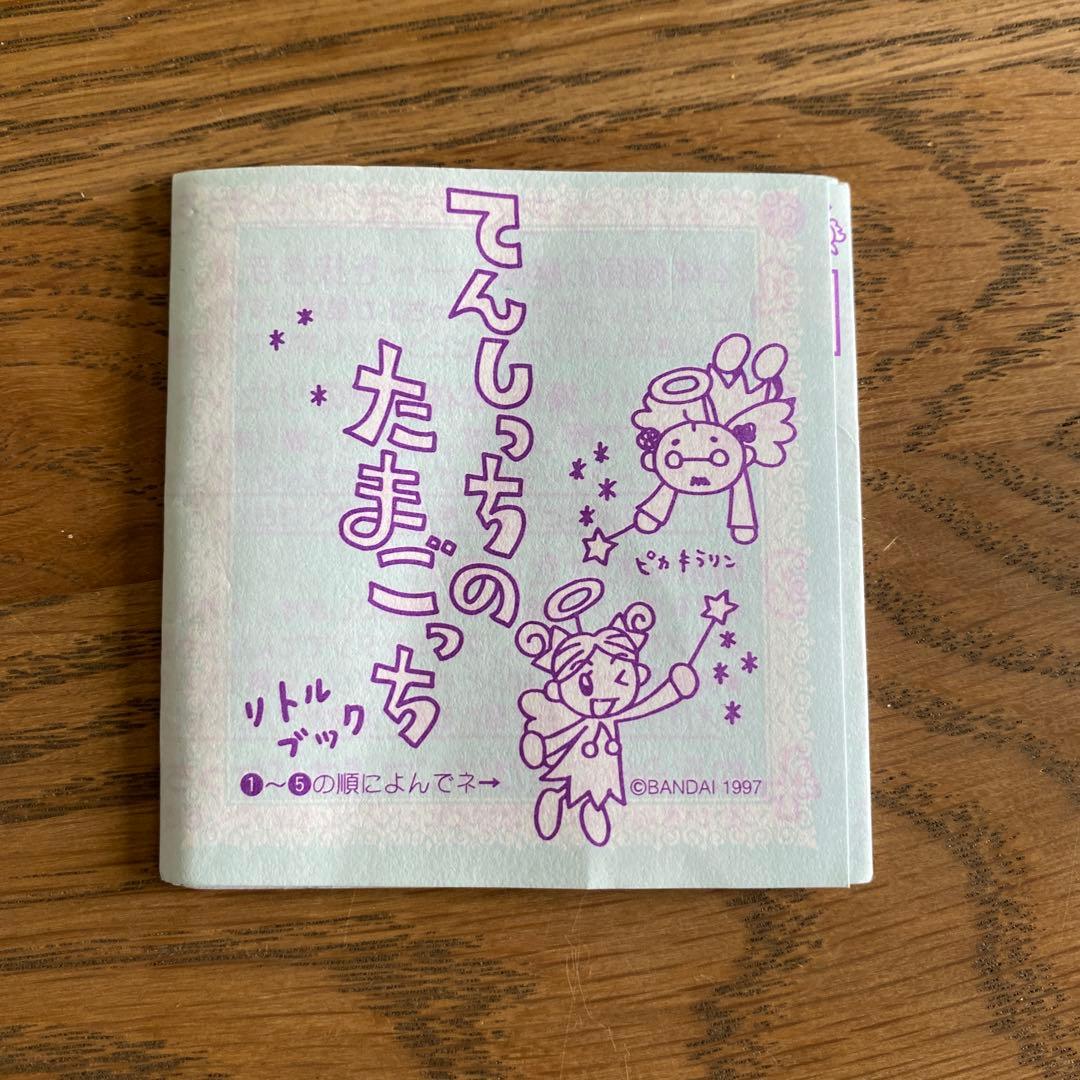 てんしっちの
たまごっち
リトル
ブック
ピカキラリン
❶～❺の順によんでネ→
©BANDAI 1997